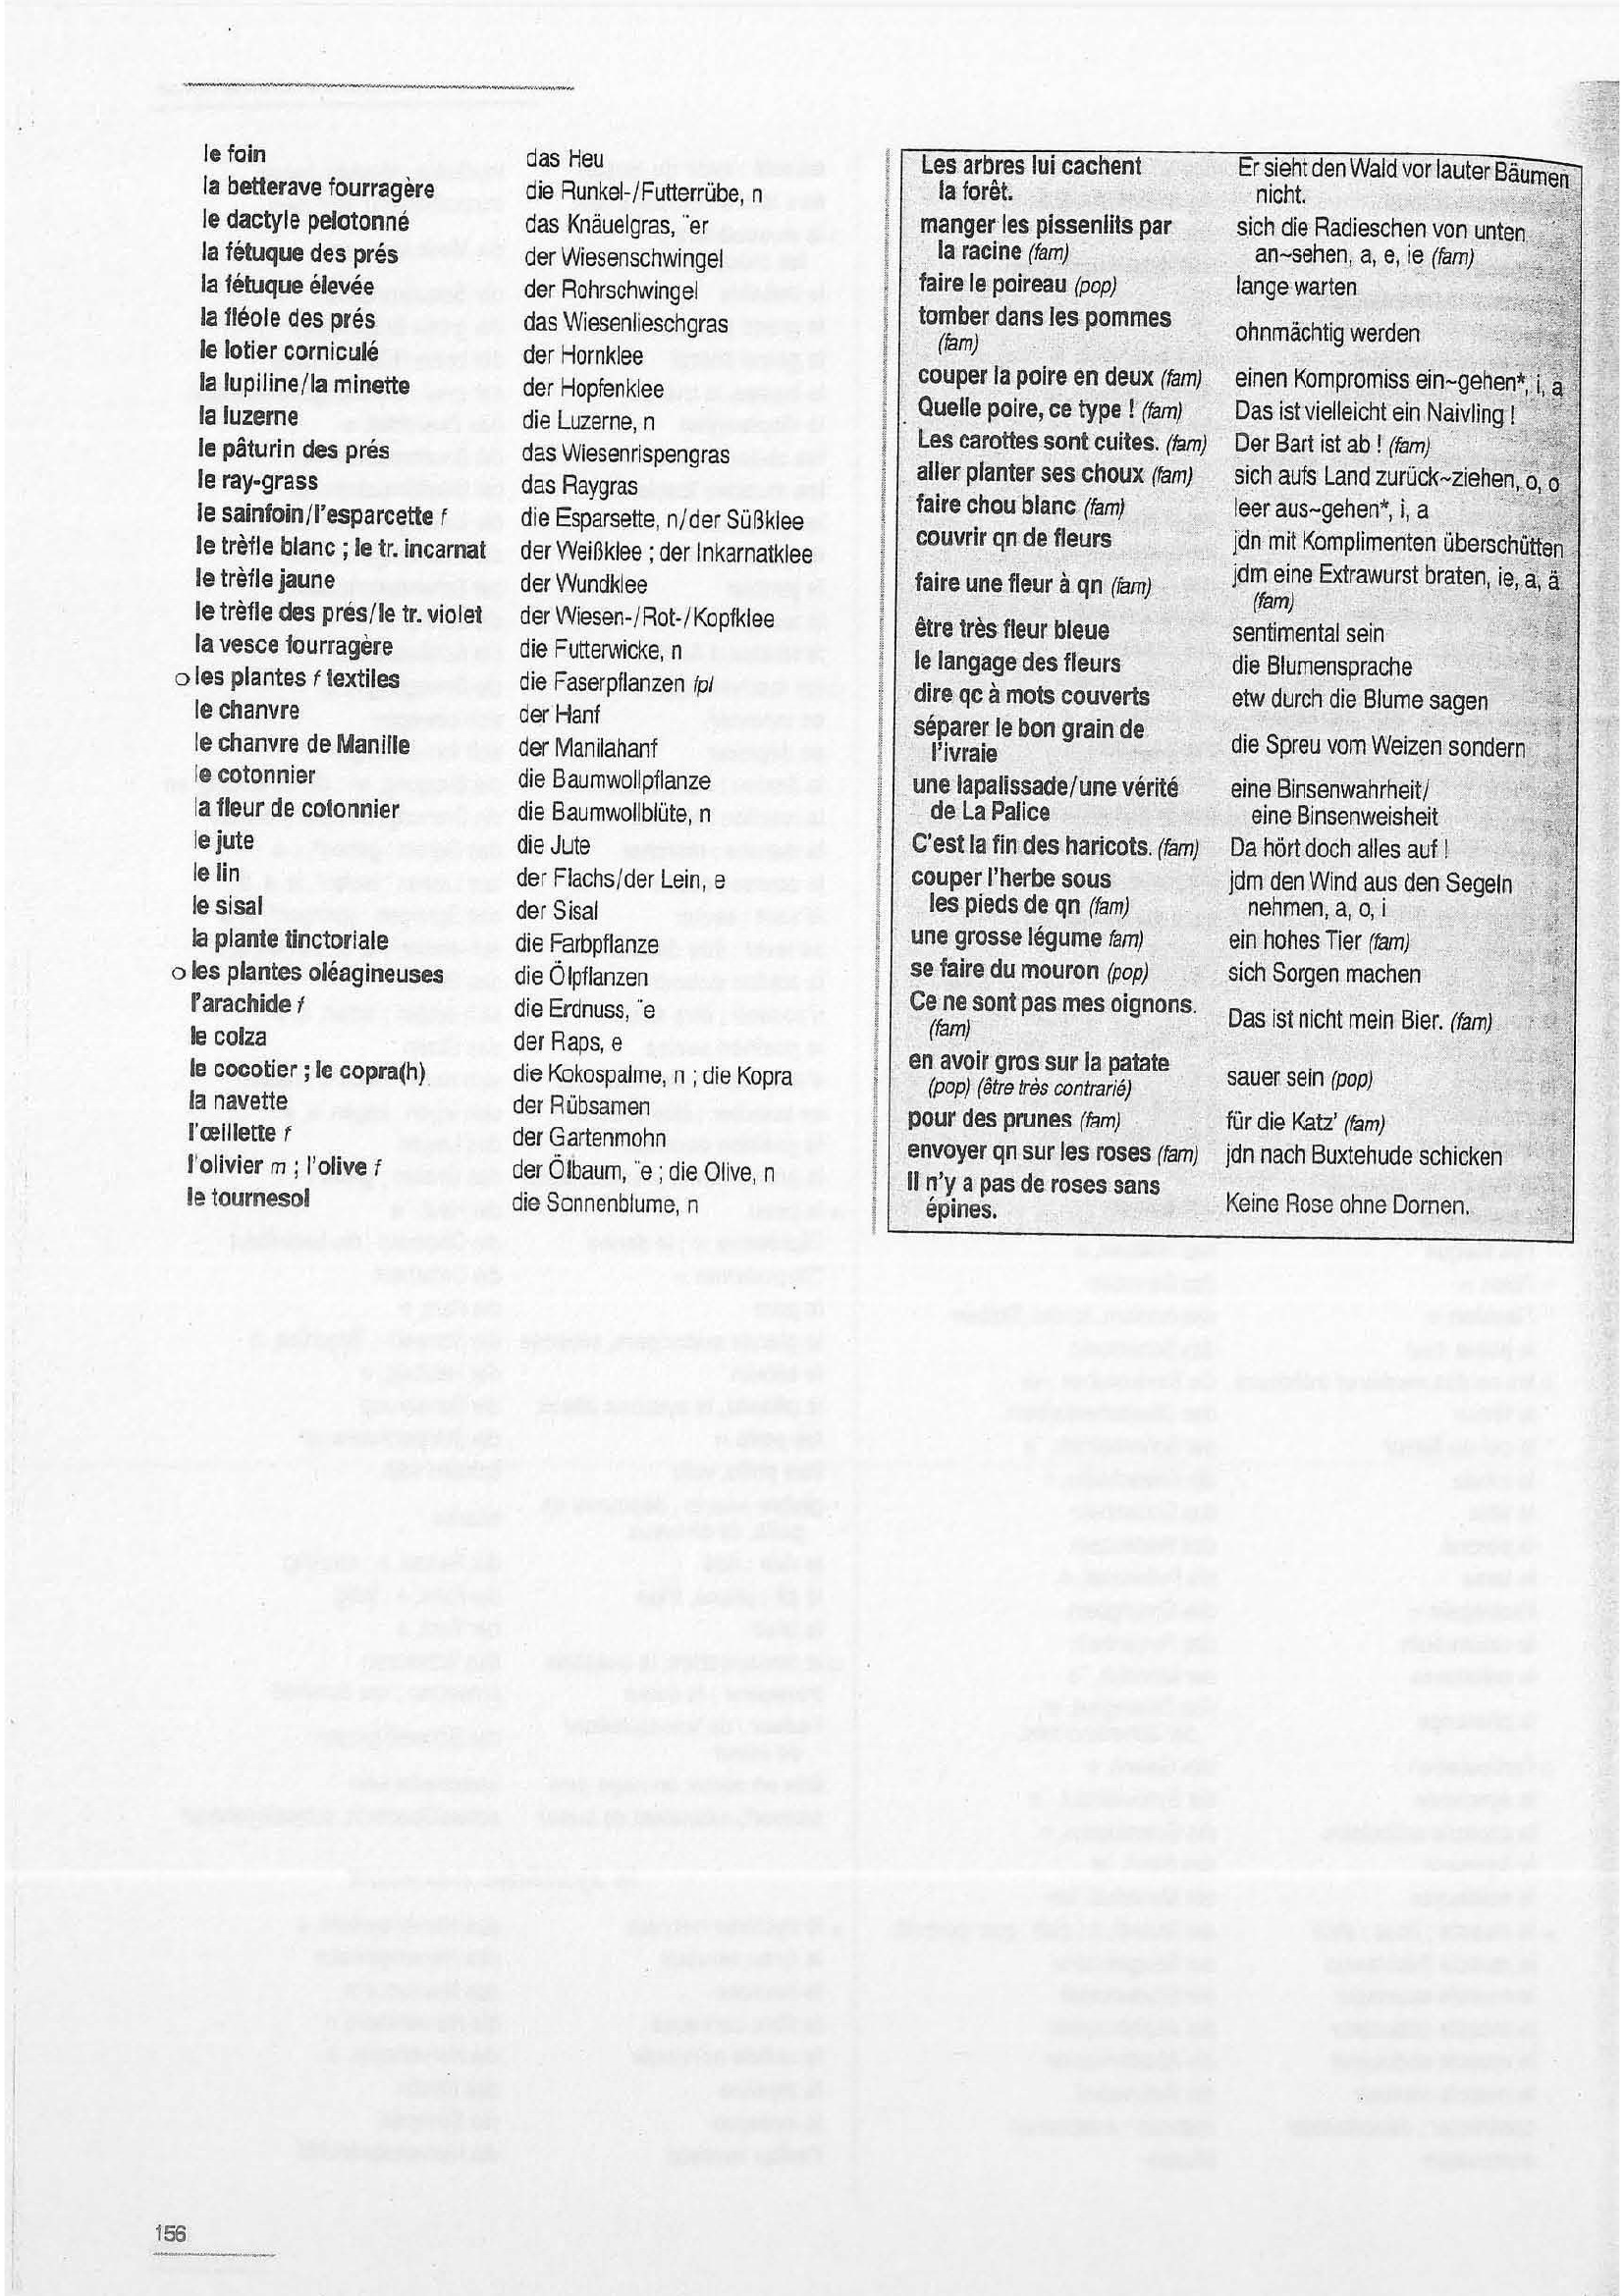 le foin das Heu
la betterave fourragère die Runkel-/Futterrübe, n
le dactyle pelotonné das Knäuelgras, ¨er
la fétuque des prés der Wiesenschwingel
la fétuque élevée der Rohrschwingel
la fléole des prés das Wiesenlieschgras
le lotier corniculé der Hornklee
la lupiline/la minette der Hopfenklee
la luzerne die Luzerne, n
le pâturin des prés das Wiesenrispengras
le ray-grass das Raygras
le sainfoin/l'esparcette f die Esparsette, n/der Süßklee
le trèfle blanc ; le tr. incarnat der Weißklee ; der Inkarnatklee
le trèfle jaune der Wundklee
le trèfle des prés/le tr. violet der Wiesen-/Rot-/Kopfklee
la vesce fourragère die Futterwicke, n
o les plantes f textiles die Faserpflanzen fpl
le chanvre der Hanf
le chanvre de Manille der Manilahanf
le cotonnier die Baumwollpflanze
la fleur de cotonnier die Baumwollblüte, n
le jute die Jute
le lin der Flachs/der Lein, e
le sisal der Sisal
la plante tinctoriale die Farbpflanze
o les plantes oléagineuses die Ölpflanzen
l'arachide f die Erdnuss, ¨e
le colza der Raps, e
le cocotier ; le copra(h) die Kokospalme, n ; die Kopra
la navette der Rübsamen
l'œillette f der Gartenmohn
l'olivier m ; l'olive f der Ölbaum, ¨e ; die Olive, n
le tournesol die Sonnenblume, n
Les arbres lui cachent Er sieht den Wald vor lauter Bäumen
la forêt. nicht.
manger les pissenlits par sich die Radieschen von unten
la racine (fam) an~sehen, a, e, ie (fam)
faire le poireau (pop) lange warten
tomber dans les pommes
(fam) ohnmächtig werden
couper la poire en deux (fam) einen Kompromiss ein~gehen*, i, a
Quelle poire, ce type ! (fam) Das ist vielleicht ein Naivling !
Les carottes sont cuites. (fam) Der Bart ist ab ! (fam)
aller planter ses choux (fam) sich aufs Land zurück~ziehen, o, o
faire chou blanc (fam) leer aus~gehen*, i, a
couvrir qn de fleurs jdn mit Komplimenten überschütten
faire une fleur à qn (fam) jdm eine Extrawurst braten, ie, a, ä
(fam)
être très fleur bleue sentimental sein
le langage des fleurs die Blumensprache
dire qc à mots couverts etw durch die Blume sagen
séparer le bon grain de
l'ivraie die Spreu vom Weizen sondern
une lapalissade/une vérité eine Binsenwahrheit/
de La Palice eine Binsenweisheit
C'est la fin des haricots. (fam) Da hört doch alles auf !
couper l'herbe sous jdm den Wind aus den Segeln
les pieds de qn (fam) nehmen, a, o, i
une grosse légume fam) ein hohes Tier (fam)
se faire du mouron (pop) sich Sorgen machen
Ce ne sont pas mes oignons.
(fam) Das ist nicht mein Bier. (fam)
en avoir gros sur la patate
(pop) (être très contrarié) sauer sein (pop)
pour des prunes (fam) für die Katz' (fam)
envoyer qn sur les roses (fam) jdn nach Buxtehude schicken
Il n'y a pas de roses sans
épines. Keine Rose ohne Dornen.
156